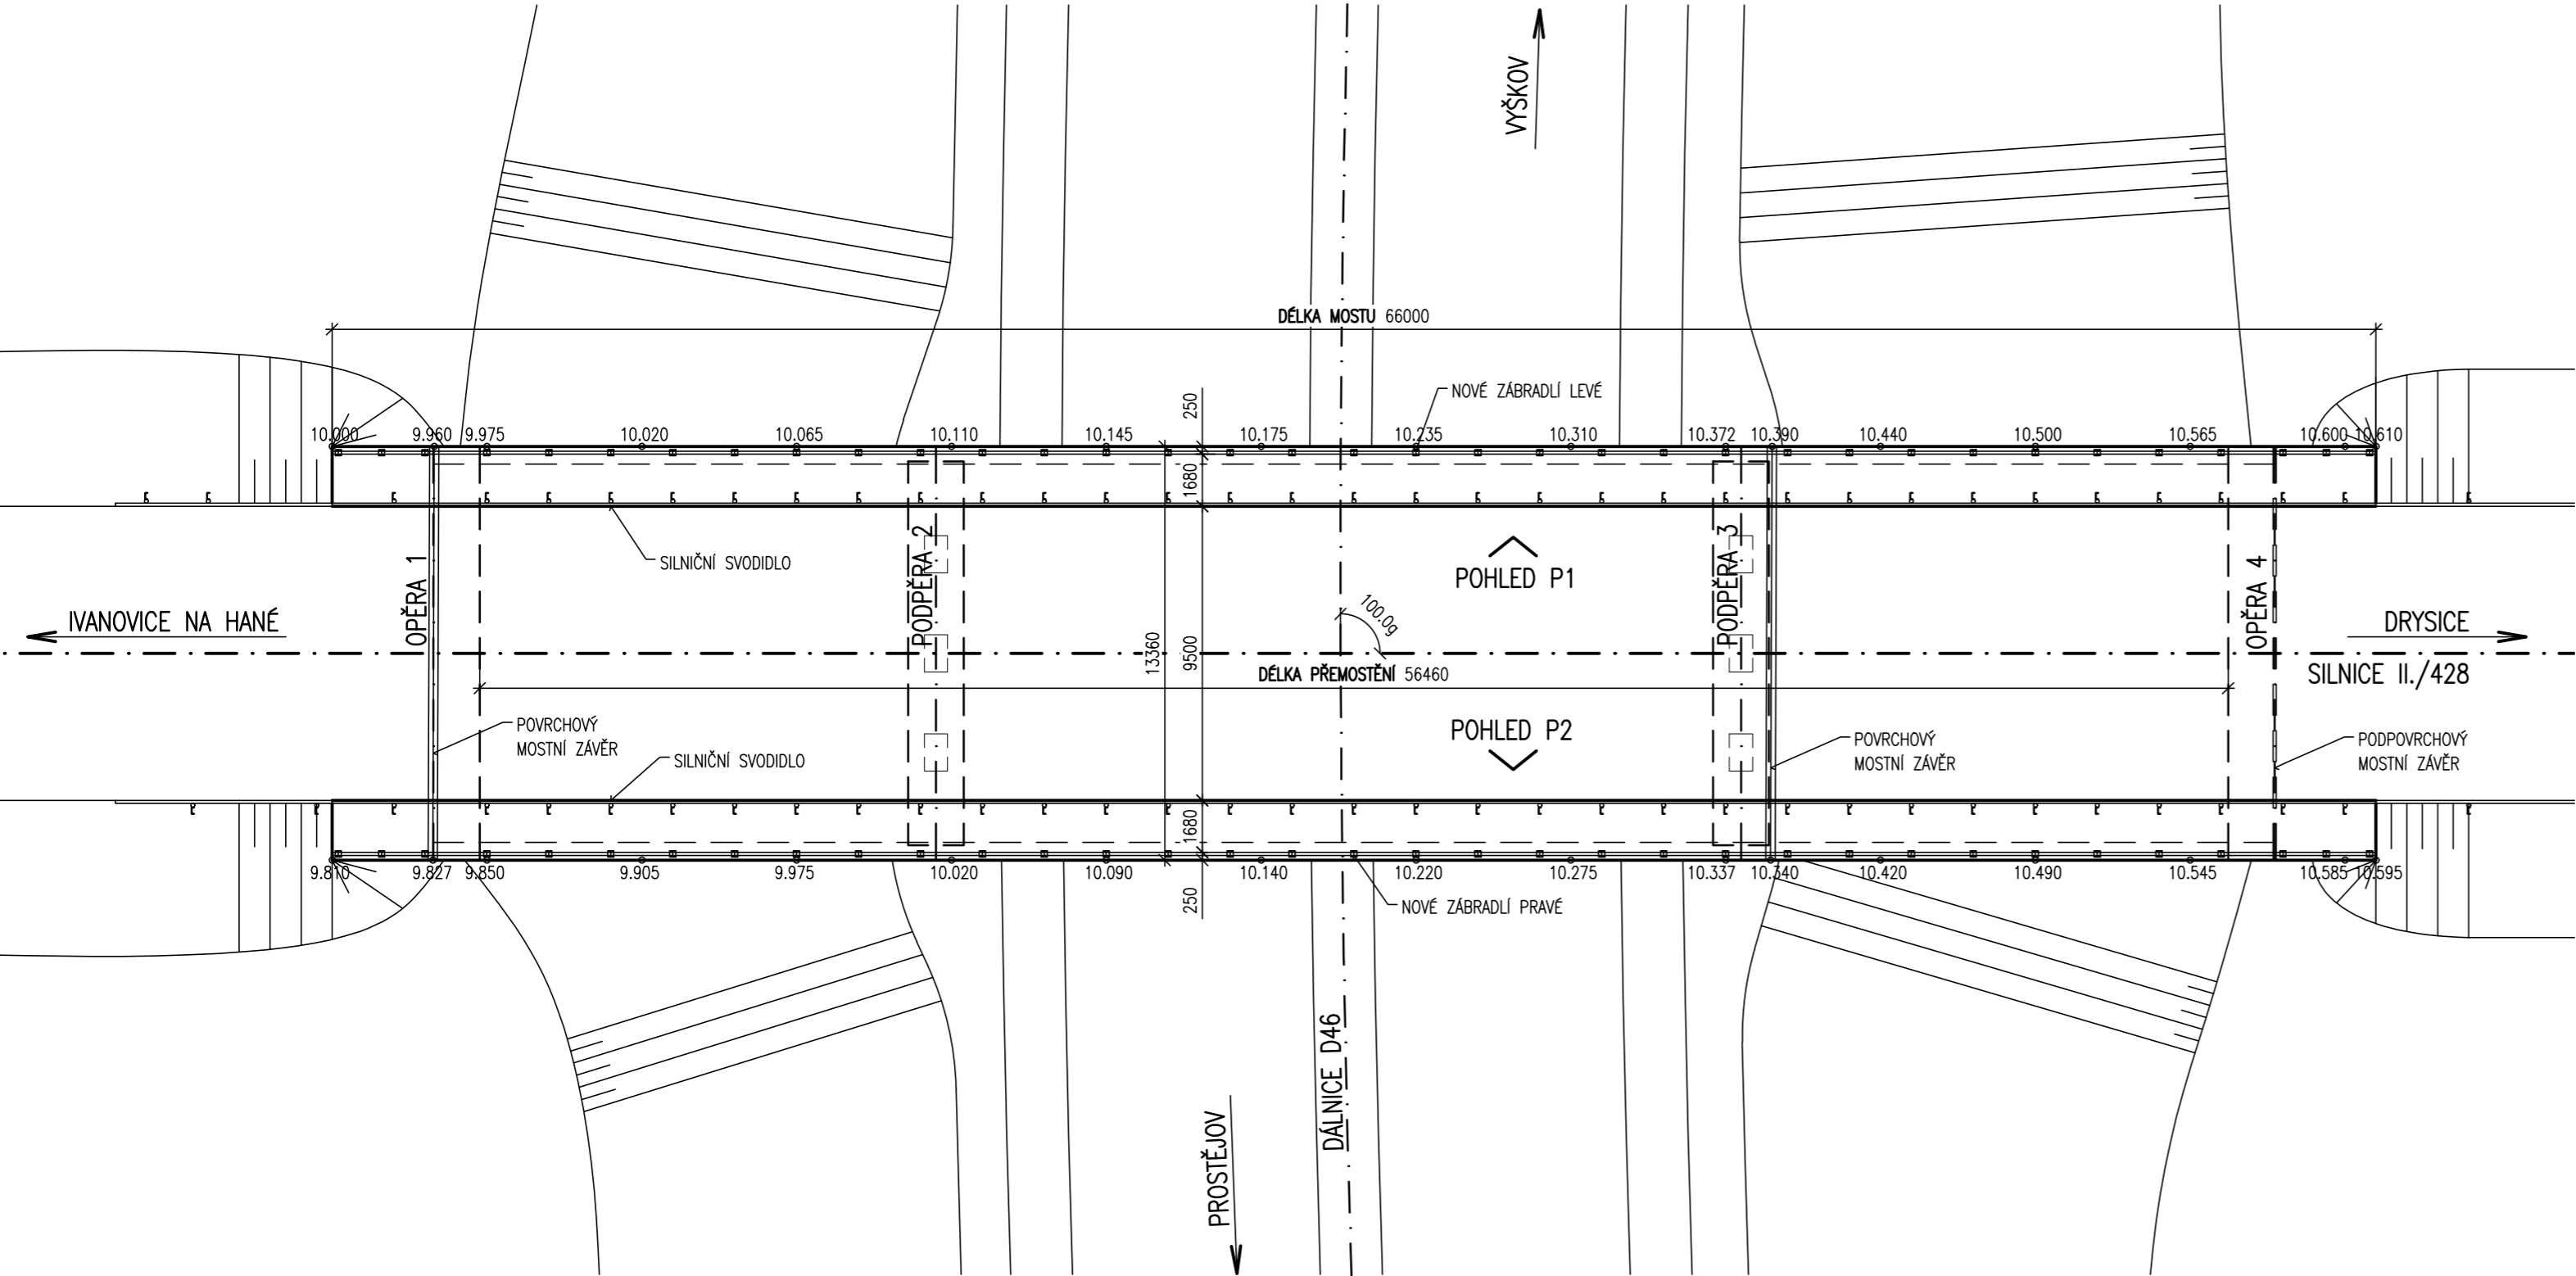 VYŠKOV
DÉLKA MOSTU 66000
NOVÉ ZÁBRADLÍ LEVÉ
250
10.000 9.960 9.975 10.020 10.065 10.110 10.145 10.175 10.235 10.310 10.372 10.390 10.440 10.500 10.565 10.600 10.610
1680
SILNIČNÍ SVODIDLO
OPĚRA 1
PODPĚRA 2
PODPĚRA 3
OPĚRA 4
POHLED P1
100.0g
IVANOVICE NA HANÉ
DRYSICE
13360
9500
DÉLKA PŘEMOSTĚNÍ 56460
SILNICE II./428
POVRCHOVÝ
MOSTNÍ ZÁVĚR
SILNIČNÍ SVODIDLO
POHLED P2
POVRCHOVÝ
MOSTNÍ ZÁVĚR
PODPOVRCHOVÝ
MOSTNÍ ZÁVĚR
1680
9.810 9.827 9.850 9.905 9.975 10.020 10.090 10.140 10.220 10.275 10.337 10.340 10.420 10.490 10.545 10.585 10.595
250
NOVÉ ZÁBRADLÍ PRAVÉ
DÁLNICE D46
PROSTĚJOV